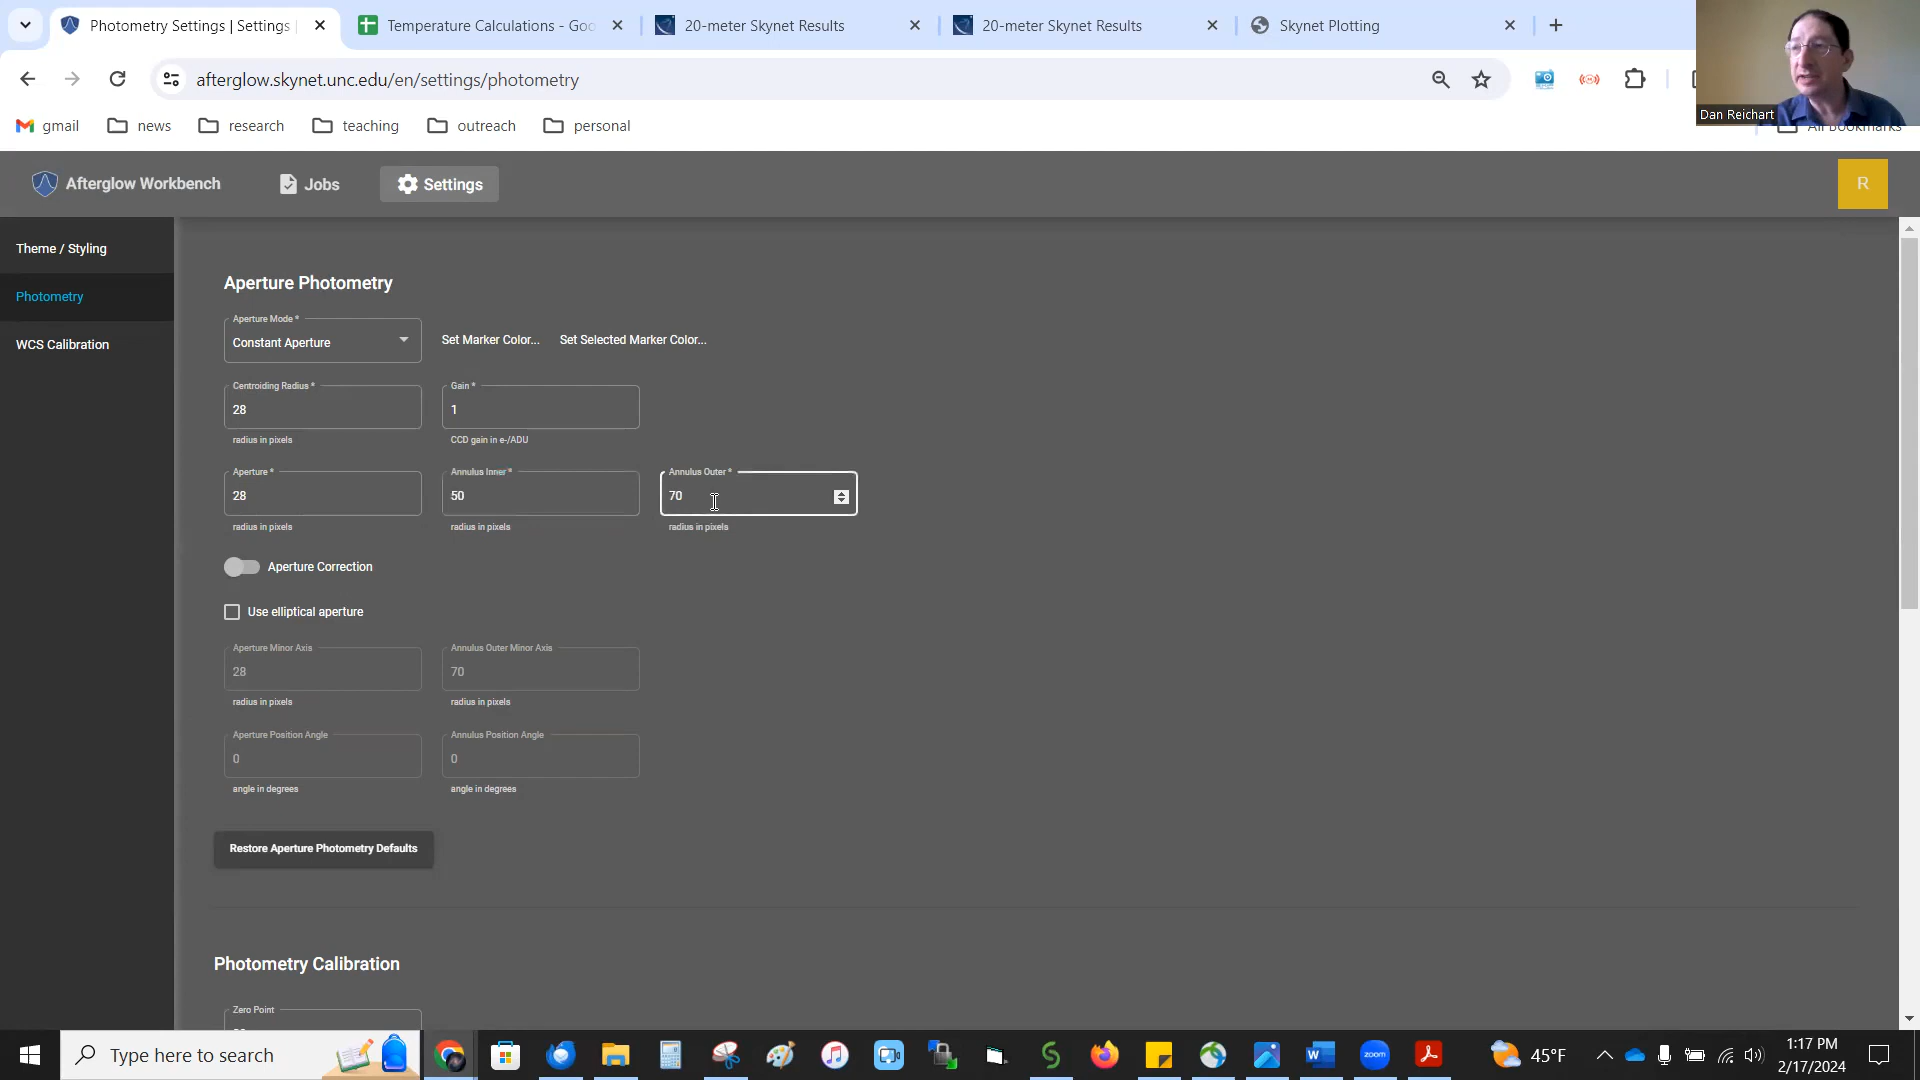 Photometry Settings | Settings
Temperature Calculations - Goo
20-meter Skynet Results
20-meter Skynet Results
Skynet Plotting
afterglow.skynet.unc.edu/en/settings/photometry
Dan Reichart
gmail
news
research
teaching
outreach
personal
All Bookmarks
Afterglow Workbench
Jobs
Settings
R
Theme / Styling
Photometry
WCS Calibration
Aperture Photometry
Aperture Mode *
Constant Aperture
Set Marker Color...
Set Selected Marker Color...
Centroiding Radius *
28
radius in pixels
Gain *
1
CCD gain in e-/ADU
Aperture *
28
radius in pixels
Annulus Inner *
50
radius in pixels
Annulus Outer *
70
radius in pixels
Aperture Correction
Use elliptical aperture
Aperture Minor Axis
28
radius in pixels
Annulus Outer Minor Axis
70
radius in pixels
Aperture Position Angle
0
angle in degrees
Annulus Position Angle
0
angle in degrees
Restore Aperture Photometry Defaults
Photometry Calibration
Zero Point
Type here to search
zoom
45°F
1:17 PM
2/17/2024